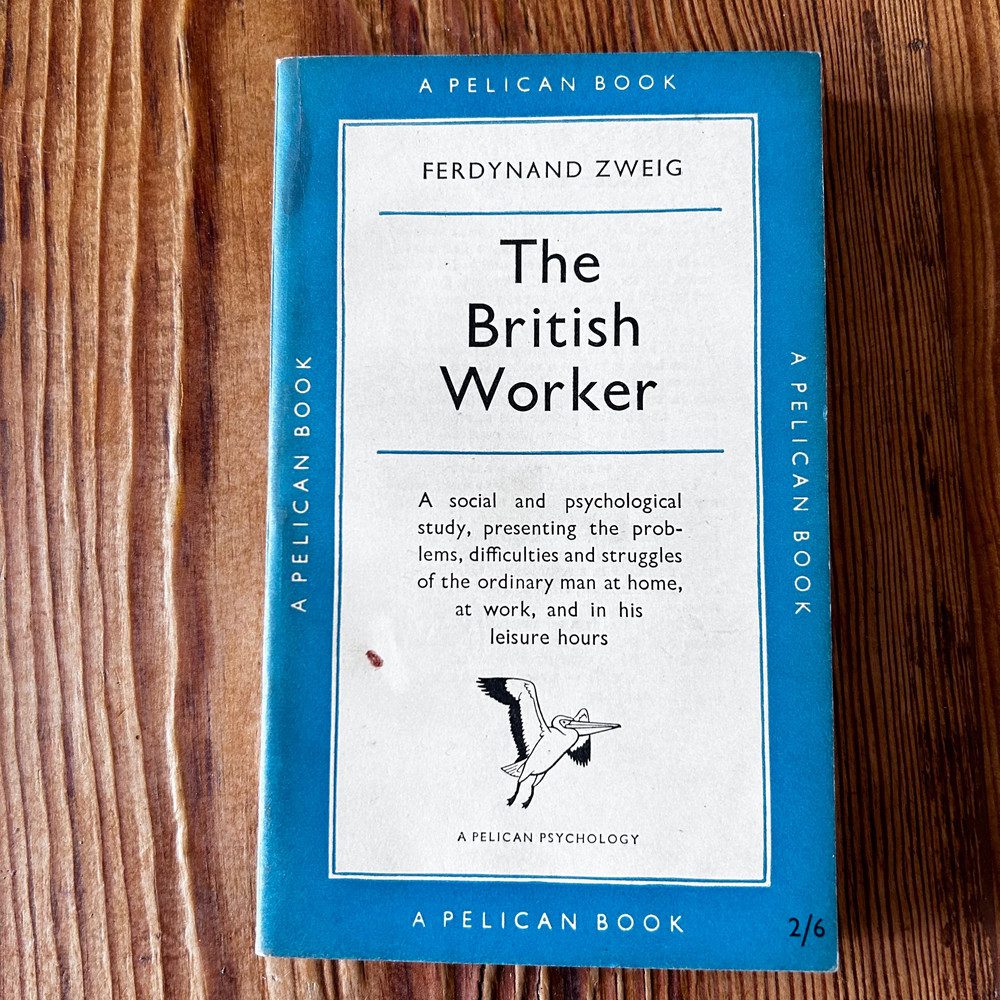 A PELICAN BOOK
FERDYNAND ZWEIG
The
British
Worker
A social and psychological
study, presenting the prob-
lems, difficulties and struggles
of the ordinary man at home,
at work, and in his
leisure hours
A PELICAN PSYCHOLOGY
A PELICAN BOOK
A PELICAN BOOK
A PELICAN BOOK
2/6